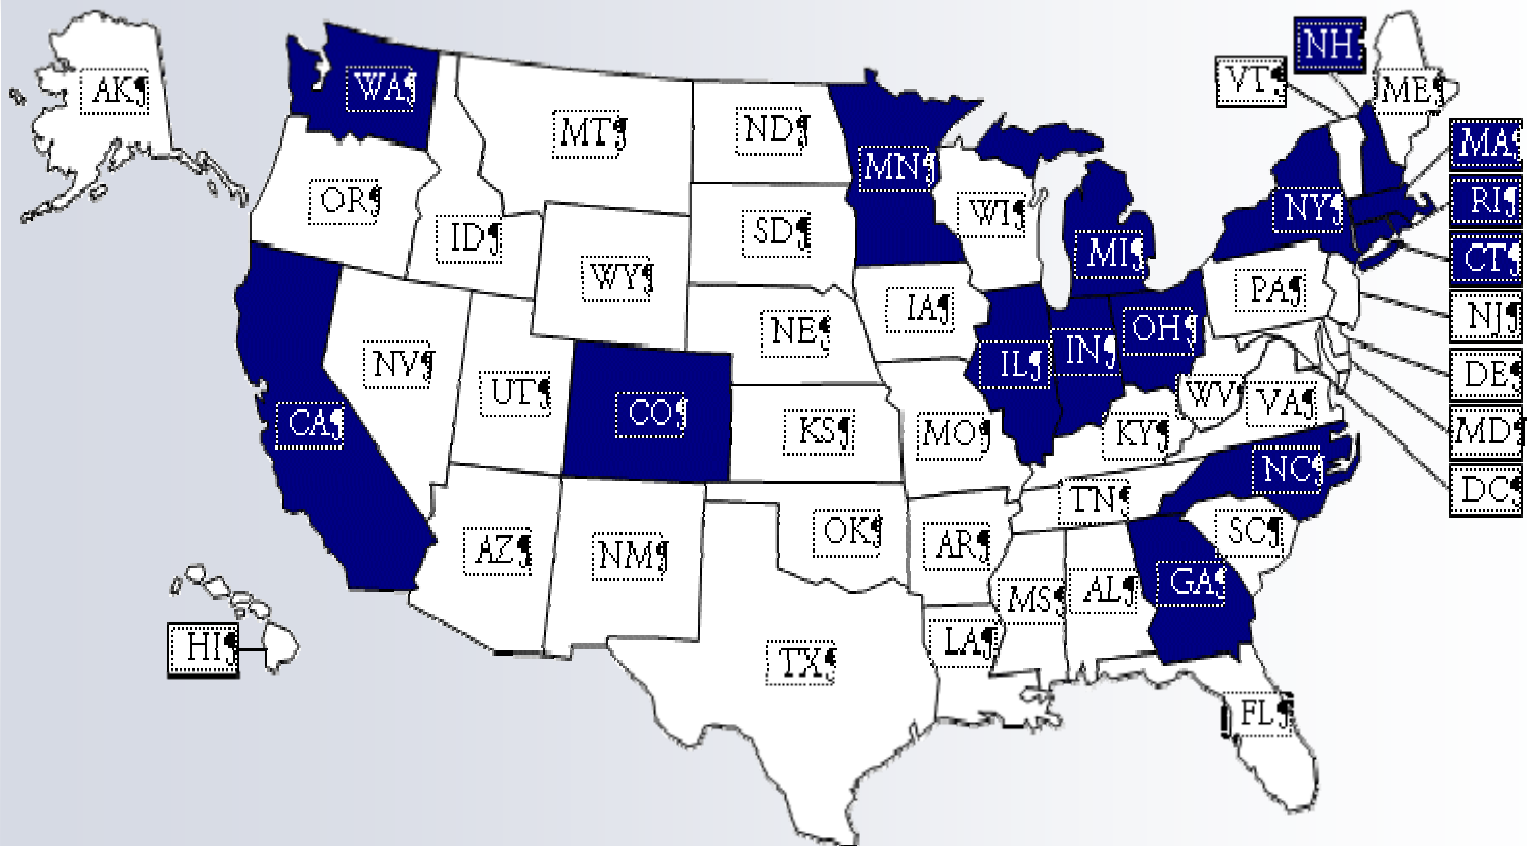 NH
AK¶
WA¶
VT¶
ME¶
MT¶
ND¶
MN¶
MA¶
OR¶
ID¶
SD¶
WI¶
NY¶
RI¶
WY¶
MI¶
CT¶
IA¶
PA¶
NE¶
OH¶
NJ¶
NV¶
UT¶
IL¶
IN¶
DE¶
CO¶
WV¶
VA¶
CA¶
KS¶
MO¶
KY¶
MD¶
NC¶
TN¶
DC¶
AZ¶
NM¶
OK¶
AR¶
SC¶
MS¶
AL¶
GA¶
HI¶
LA¶
TX¶
FL¶